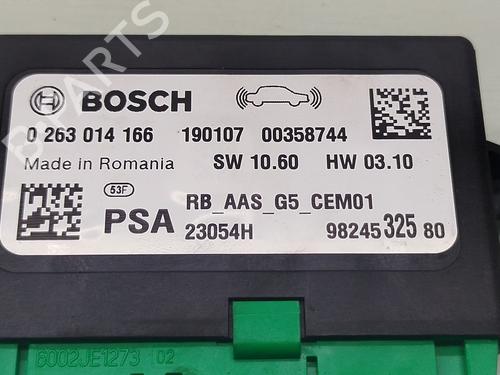 BOSCH
0 263 014 166 190107 00358744
Made in Romania SW 10.60 HW 03.10
53F RB_AAS_G5_CEM01
PSA 23054H 98245 325 80
6002JE1273 02
B PARTS